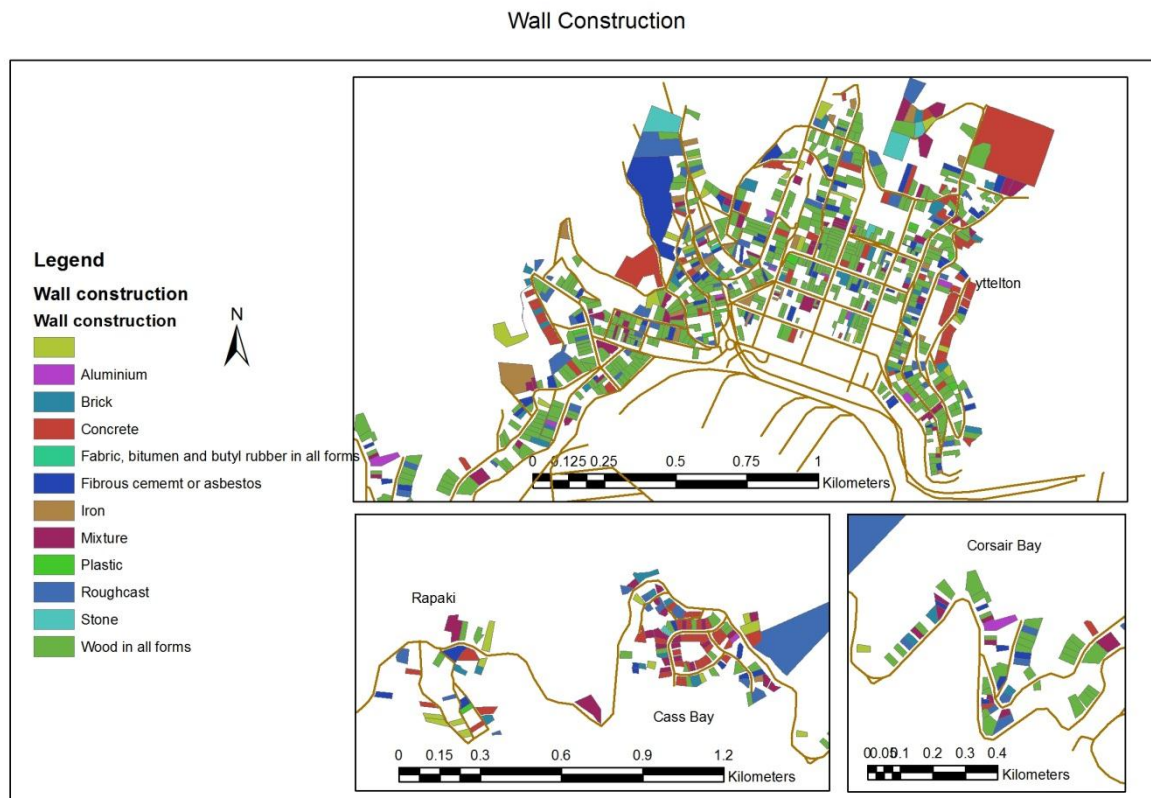 Wall Construction
Legend
Wall construction
Wall construction
Aluminium
Brick
Concrete
Fabric, bitumen and butyl rubber in all forms
Fibrous cememt or asbestos
Iron
Mixture
Plastic
Roughcast
Stone
Wood in all forms
N
yttelton
0 0.125 0.25 0.5 0.75 1
Kilometers
Rapaki
Cass Bay
0 0.15 0.3 0.6 0.9 1.2
Kilometers
Corsair Bay
0 0.05 0.1 0.2 0.3 0.4
Kilometers